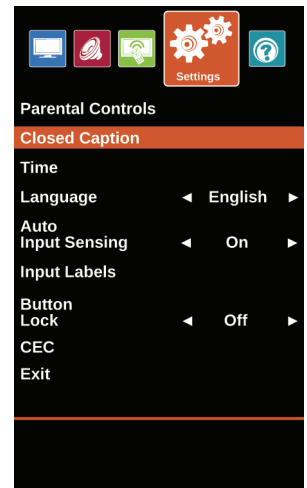 Settings
Parental Controls
Closed Caption
Time
Language ◄ English ►
Auto
Input Sensing ◄ On ►
Input Labels
Button
Lock ◄ Off ►
CEC
Exit